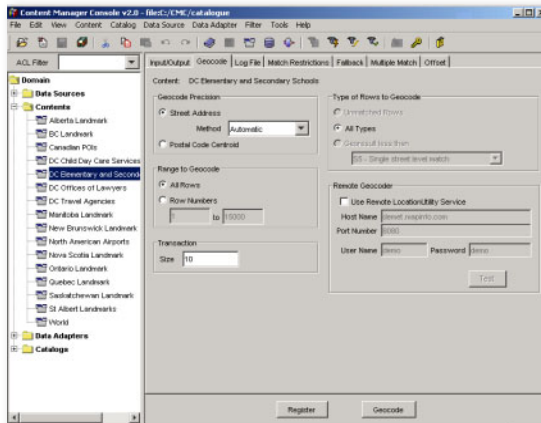 Content Manager Console v2.0 - file:C:/CMC/catalogue
File Edit View Content Catalog Data Source Data Adapter Filter Tools Help
ACL Filter
Input/Output Geocode Log File Match Restrictions Fallback Multiple Match Offset
Domain
Data Sources
Contents
Alberta Landmark
BC Landmark
Canadian POIs
DC Child Day Care Services
DC Elementary and Second
DC Offices of Lawyers
DC Travel Agencies
Manitoba Landmark
New Brunswick Landmark
North American Airports
Nova Scotia Landmark
Ontario Landmark
Quebec Landmark
Saskatchewan Landmark
St Albert Landmarks
World
Data Adapters
Catalogs
Content: DC Elementary and Secondary Schools
Geocode Precision
Street Address
Method Automatic
Postal Code Centroid
Range to Geocode
All Rows
Row Numbers
1 to 15000
Transaction
Size 10
Type of Rows to Geocode
Unmatched Rows
All Types
Georesult less then
S5 - Single street level match
Remote Geocoder
Use Remote LocationUtility Service
Host Name dewet.mapinfo.com
Port Number 8080
User Name demo Password demo
Test
Register Geocode